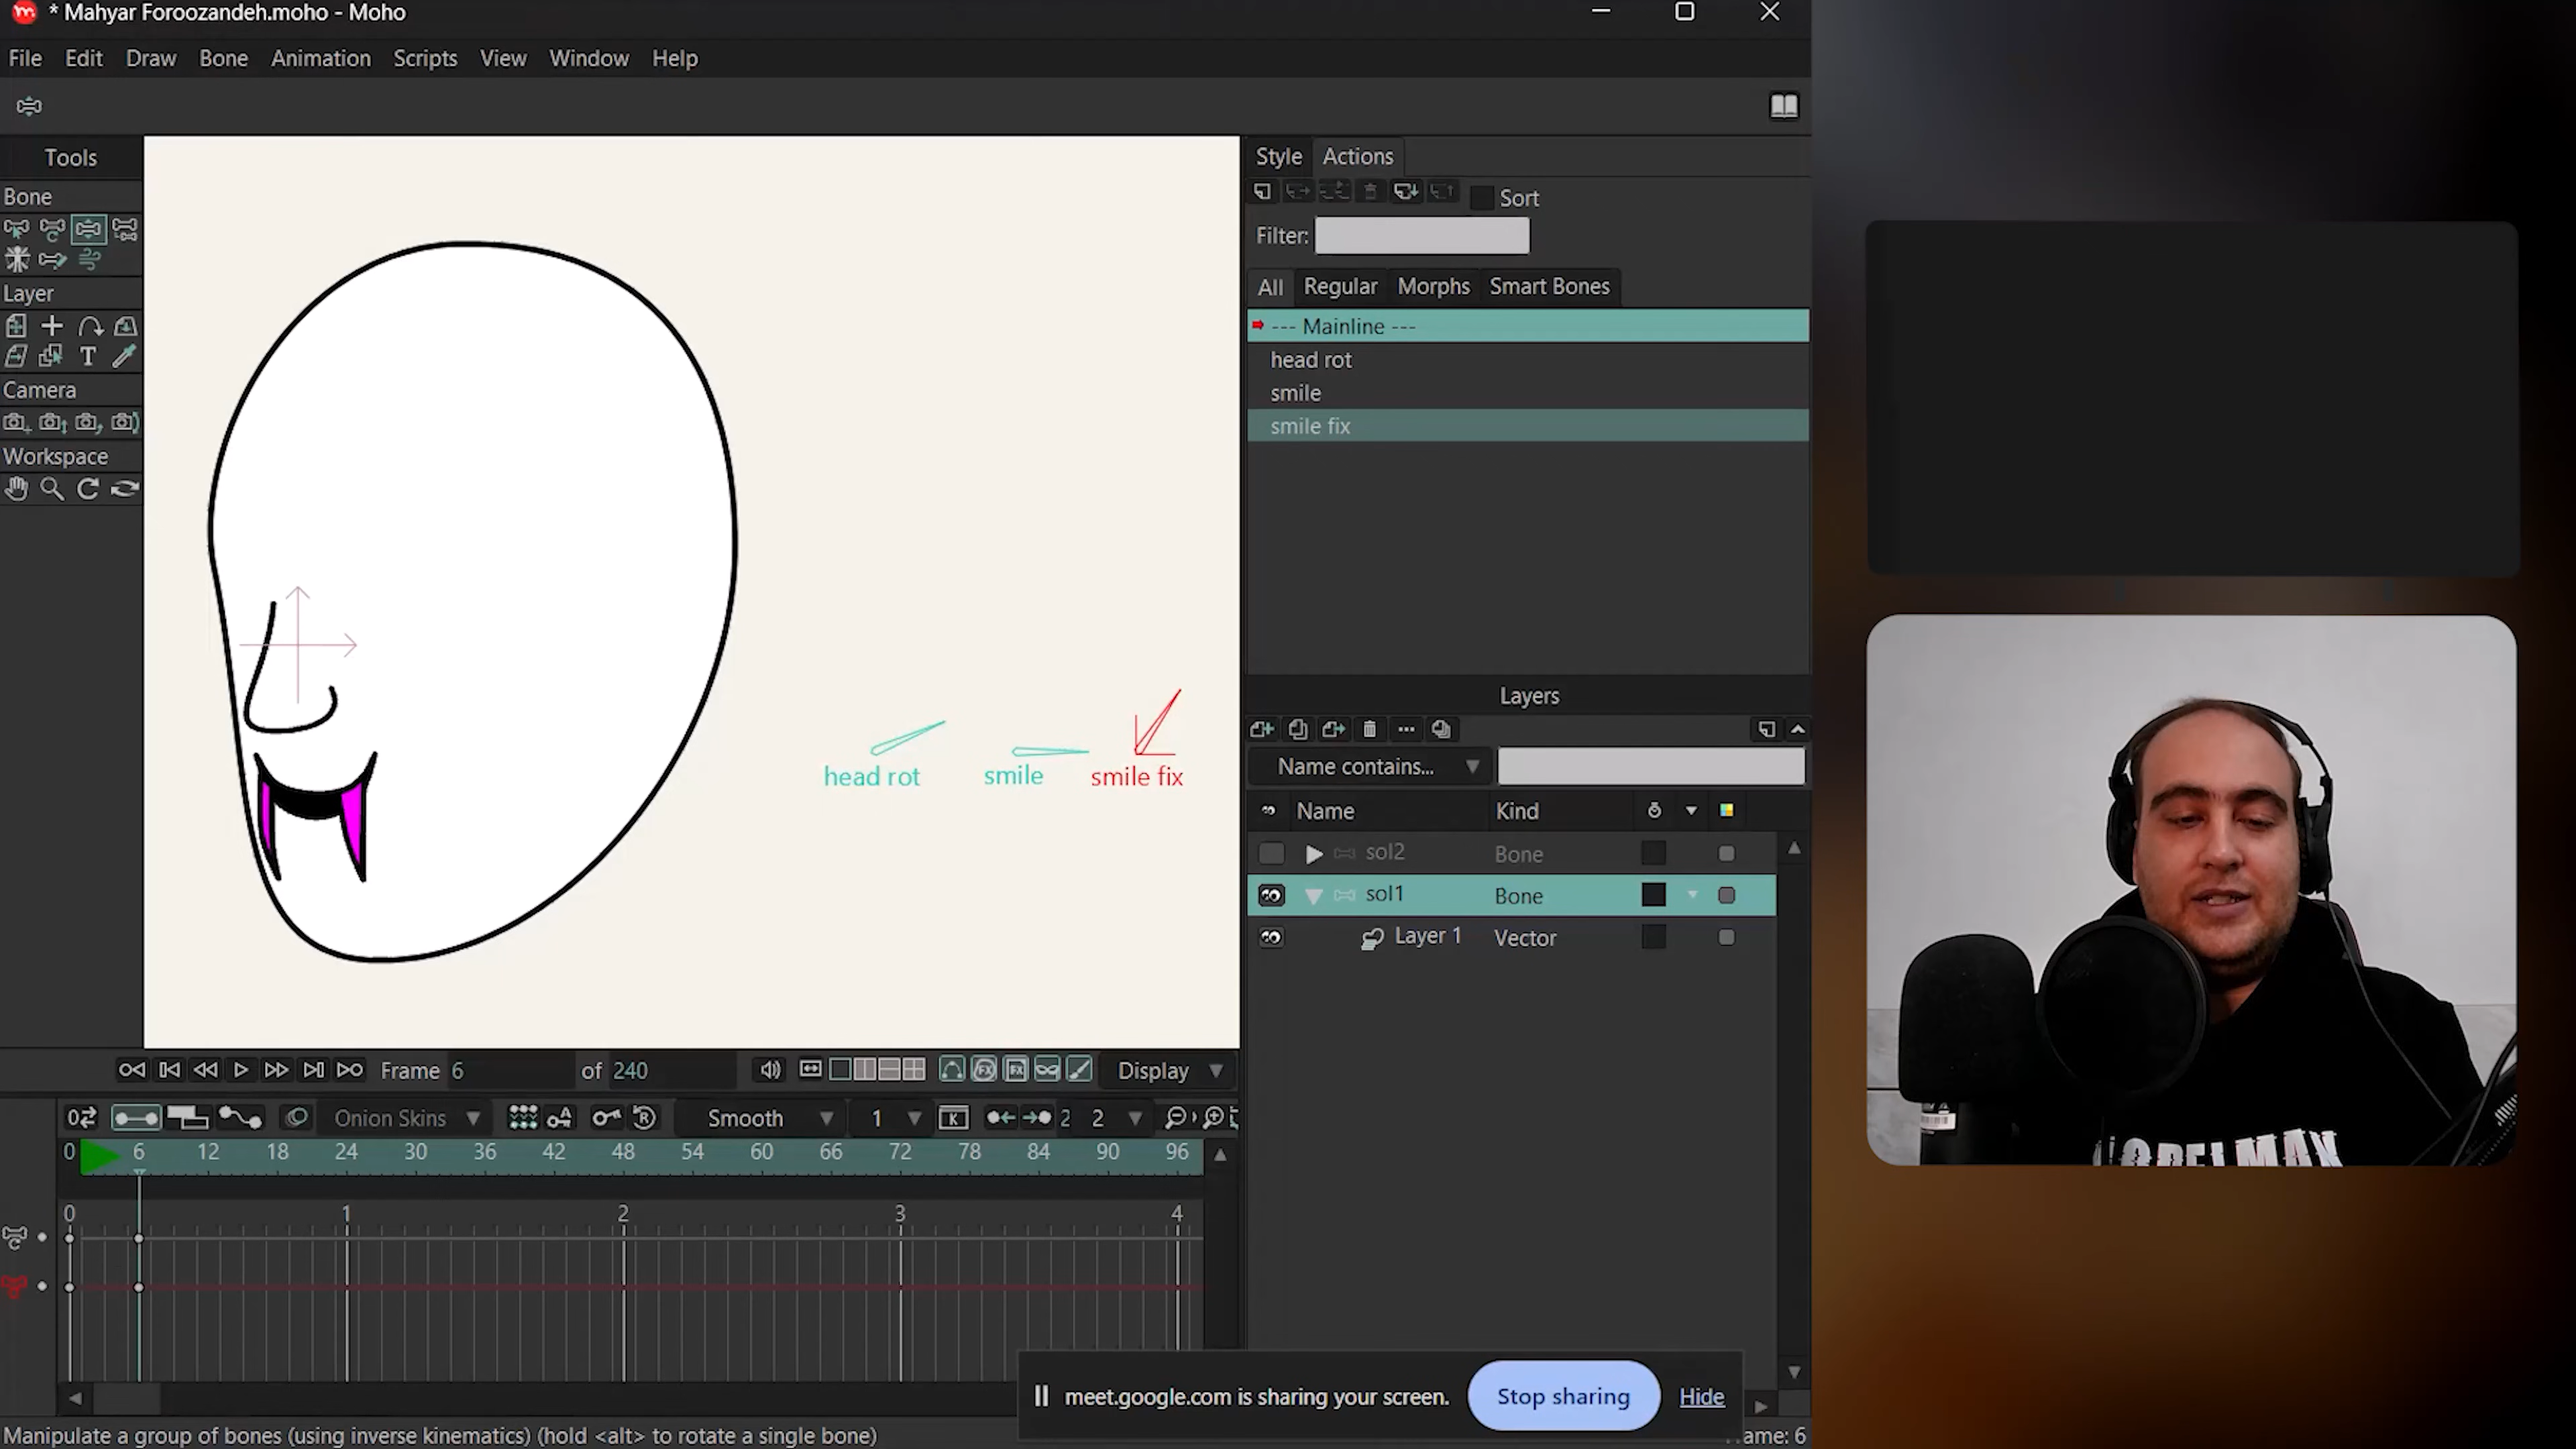 * Mahyar Foroozandeh.moho - Moho
File Edit Draw Bone Animation Scripts View Window Help
Tools
Bone
Layer
Camera
Workspace
Style Actions
Sort
Filter:
All Regular Morphs Smart Bones
--- Mainline ---
head rot
smile
smile fix
head rot smile smile fix
Layers
Name contains...
Name Kind
sol2 Bone
sol1 Bone
Layer 1 Vector
Frame 6 of 240 Display
Onion Skins Smooth 1 2 2
0 6 12 18 24 30 36 42 48 54 60 66 72 78 84 90 96
0 1 2 3 4
meet.google.com is sharing your screen. Stop sharing Hide
Manipulate a group of bones (using inverse kinematics) (hold <alt> to rotate a single bone)
ame: 6